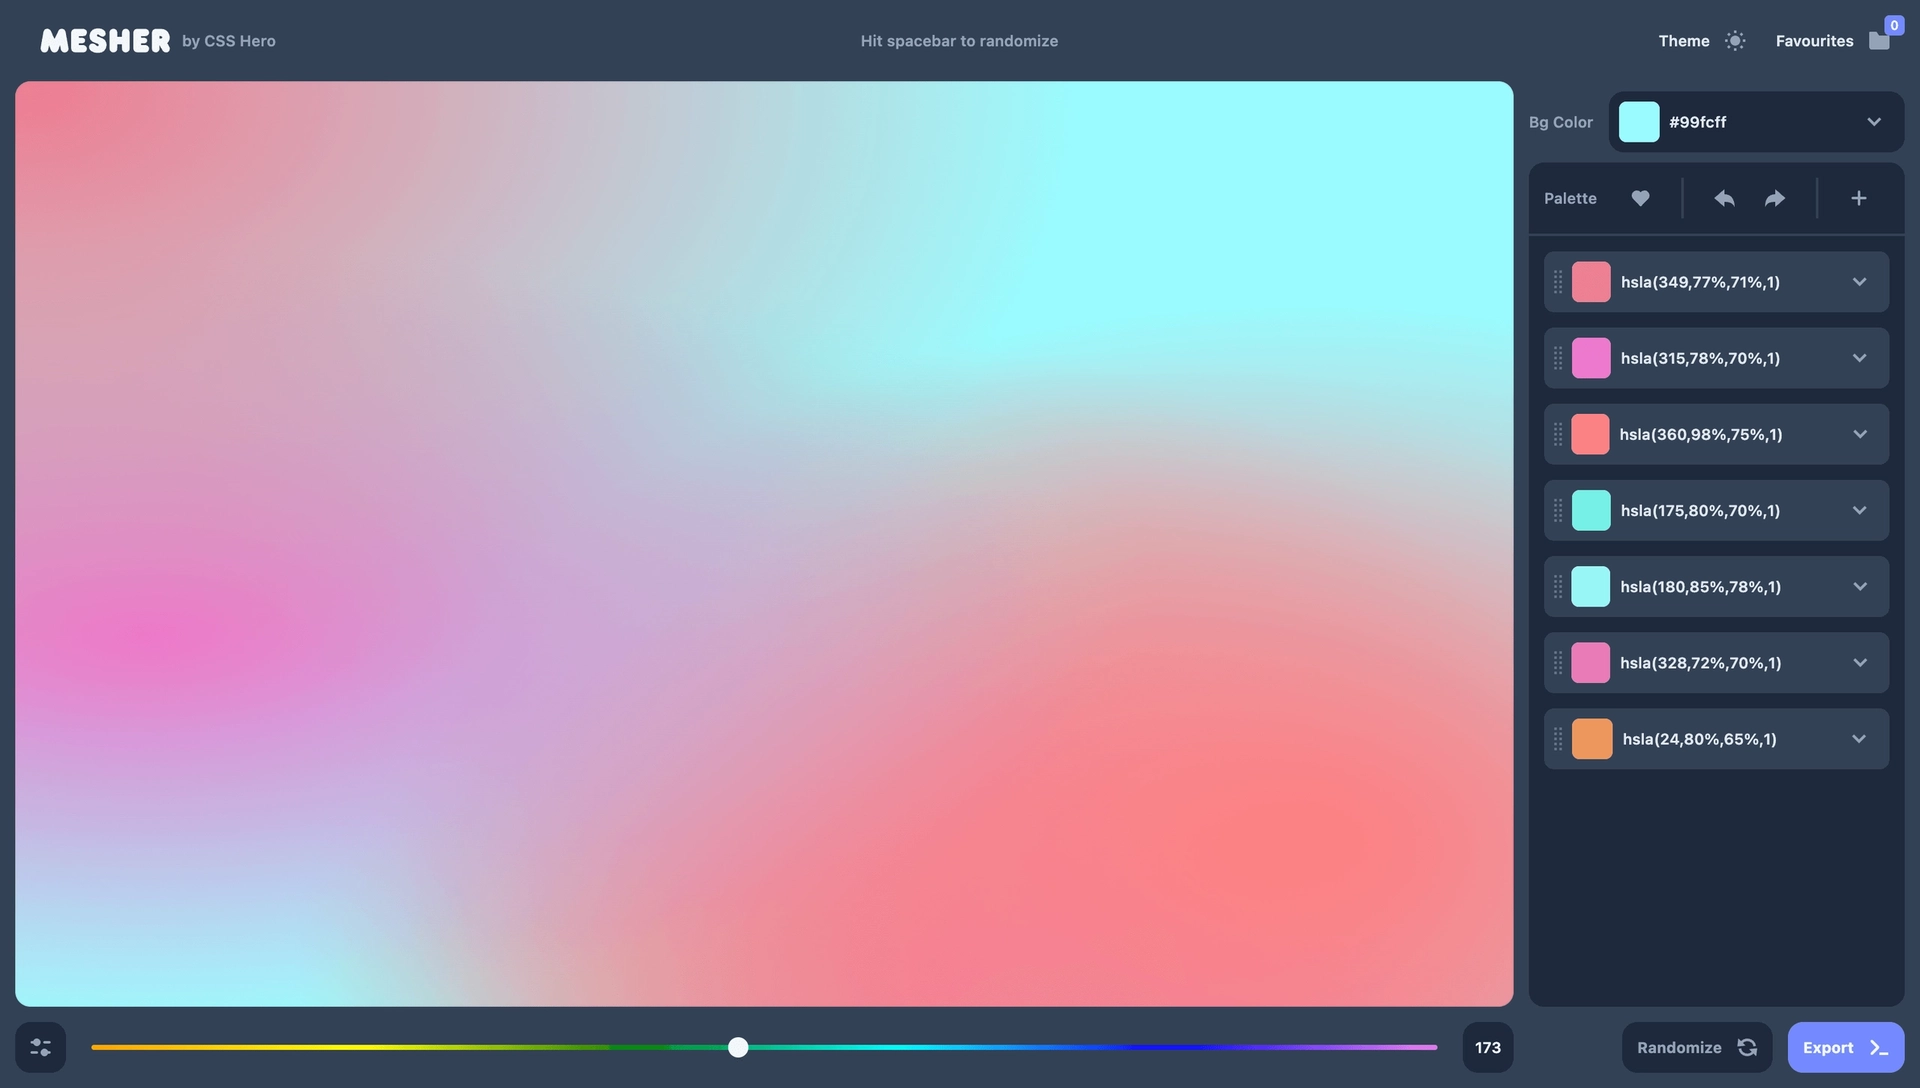 MESHER by CSS Hero
Hit spacebar to randomize
Theme
Favourites
0
Bg Color
#99fcff
Palette
hsla(349,77%,71%,1)
hsla(315,78%,70%,1)
hsla(360,98%,75%,1)
hsla(175,80%,70%,1)
hsla(180,85%,78%,1)
hsla(328,72%,70%,1)
hsla(24,80%,65%,1)
173
Randomize
Export